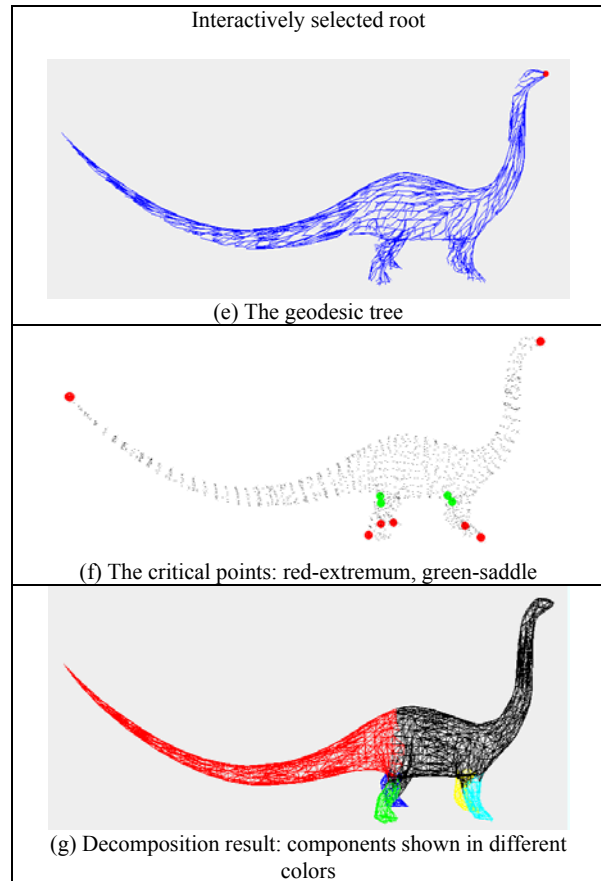 Interactively selected root
(e) The geodesic tree
(f) The critical points: red-extremum, green-saddle
(g) Decomposition result: components shown in different
colors